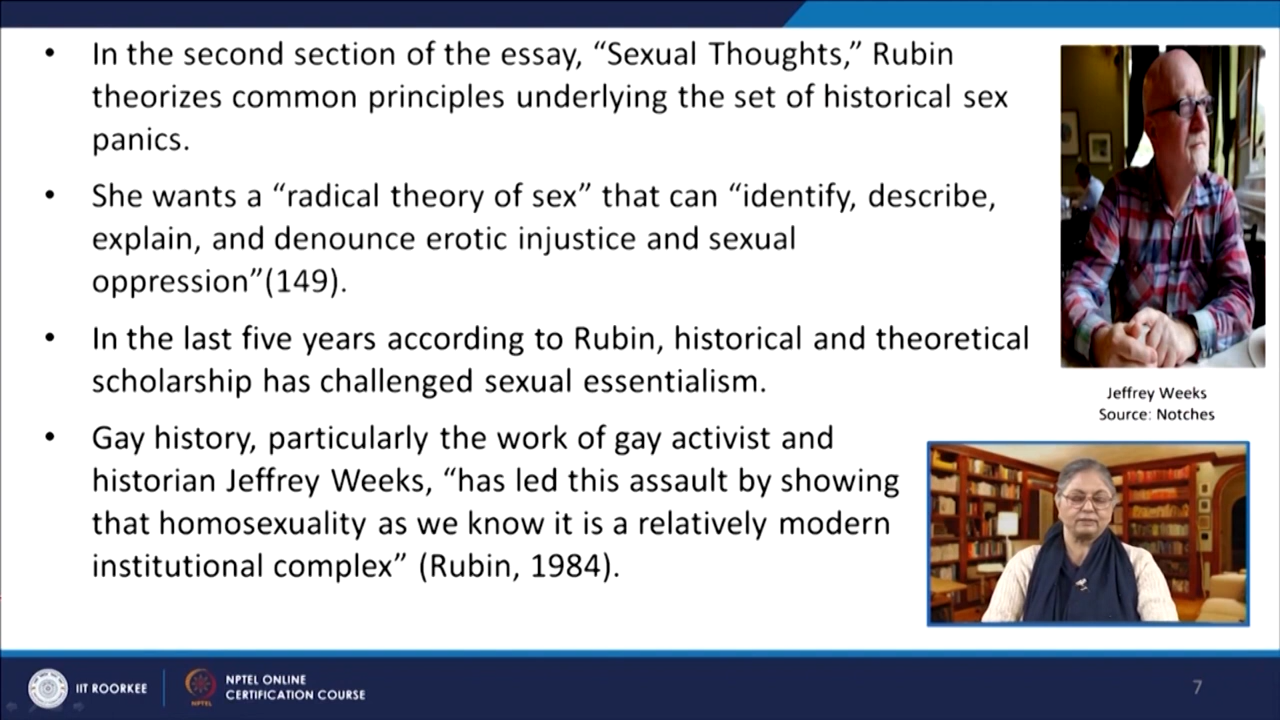 • In the second section of the essay, “Sexual Thoughts,” Rubin
theorizes common principles underlying the set of historical sex
panics.
• She wants a “radical theory of sex” that can “identify, describe,
explain, and denounce erotic injustice and sexual
oppression”(149).
• In the last five years according to Rubin, historical and theoretical
scholarship has challenged sexual essentialism.
• Gay history, particularly the work of gay activist and
historian Jeffrey Weeks, “has led this assault by showing
that homosexuality as we know it is a relatively modern
institutional complex” (Rubin, 1984).
Jeffrey Weeks
Source: Notches
IIT ROORKEE
NPTEL
NPTEL ONLINE
CERTIFICATION COURSE
7